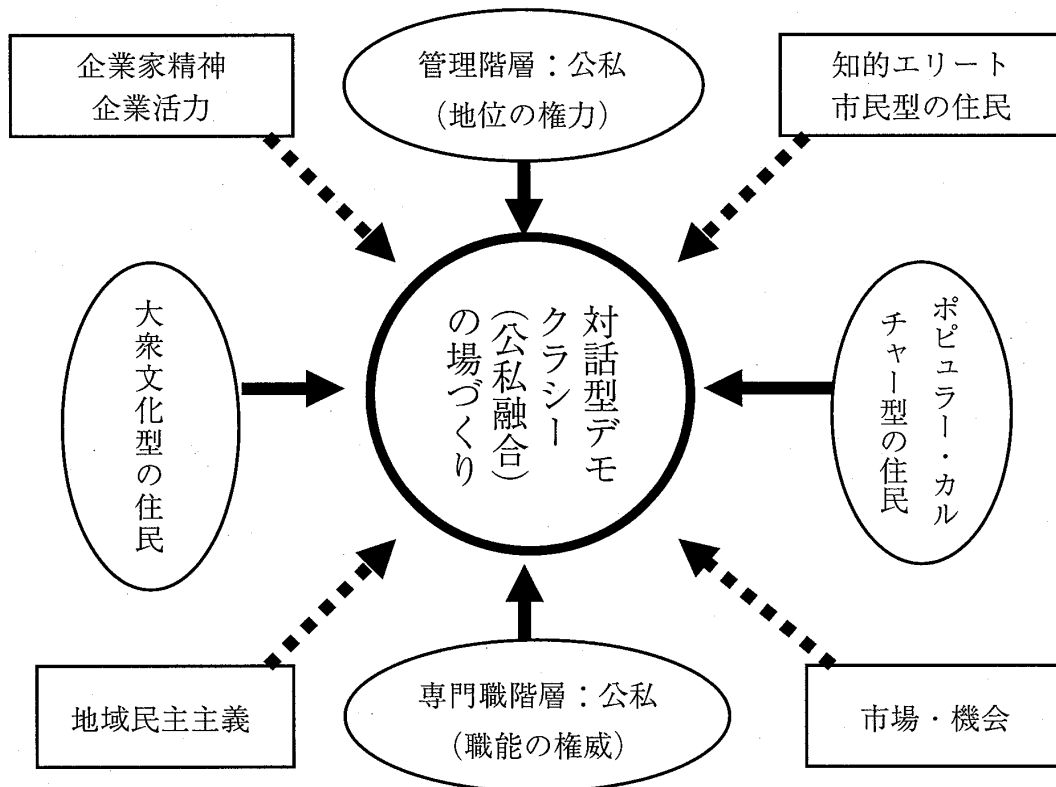 企業家精神
企業活力
管理階層：公私
（地位の権力）
知的エリート
市民型の住民
大衆文化型の住民
対話型デモ
クラシー
（公私融合）
の場づくり
ポピュラー・カル
チャー型の住民
地域民主主義
専門職階層：公私
（職能の権威）
市場・機会